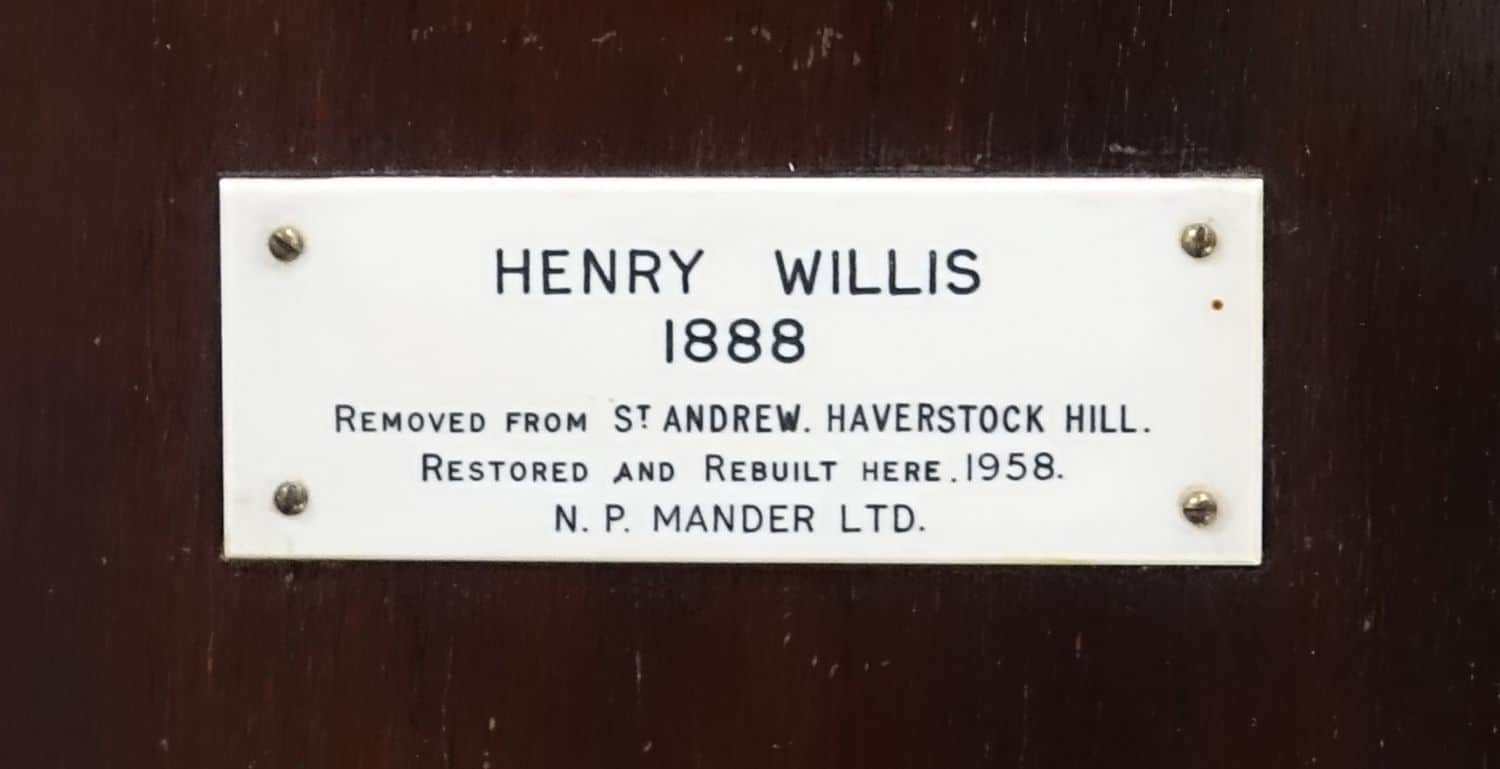 HENRY WILLIS
1888
REMOVED FROM ST ANDREW. HAVERSTOCK HILL.
RESTORED AND REBUILT HERE. 1958.
N. P. MANDER LTD.